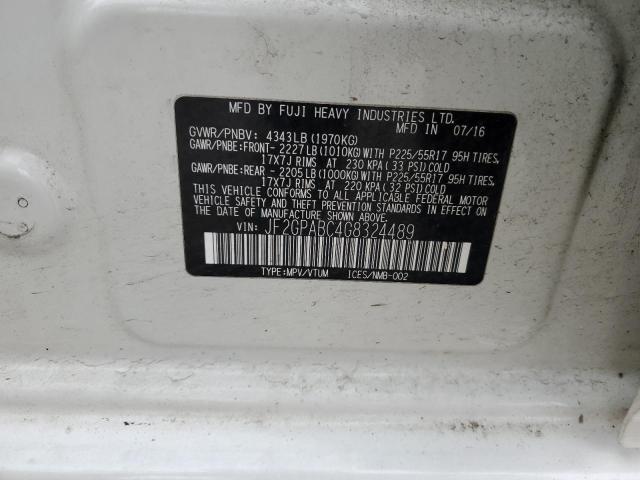 MFD BY FUJI HEAVY INDUSTRIES LTD.
MFD. IN 07/16
GVWR/PNBV: 4343LB(1970KG)
GAWR/PNBE:FRONT- 2227LB(1010KG)WITH P225/55R17 95H TIRES,
17X7J RIMS AT 230 KPA(33 PSI)COLD
GAWR/PNBE:REAR - 2205LB(1000KG)WITH P225/55R17 95H TIRES,
17X7J RIMS AT 220 KPA(32 PSI)COLD
THIS VEHICLE CONFORMS TO ALL APPLICABLE FEDERAL MOTOR
VEHICLE SAFETY AND BUMPER STANDARDS IN EFFECT ON THE
DATE OF MANUFACTURE SHOWN ABOVE.
VIN: JF2GPABC4G8324489
TYPE:MPV/VTUM ICES/NMB-002